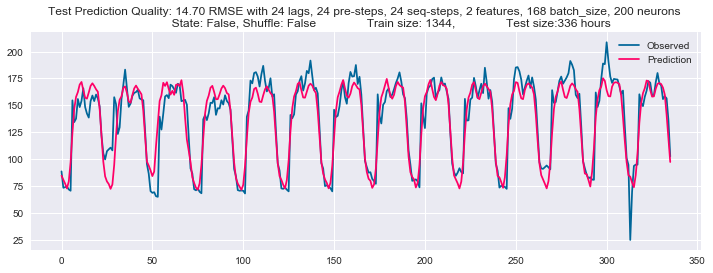 Test Prediction Quality: 14.70 RMSE with 24 lags, 24 pre-steps, 24 seq-steps, 2 features, 168 batch_size, 200 neurons
State: False, Shuffle: False Train size: 1344, Test size:336 hours
Observed
Prediction
200
175
150
125
100
75
50
25
0 50 100 150 200 250 300 350